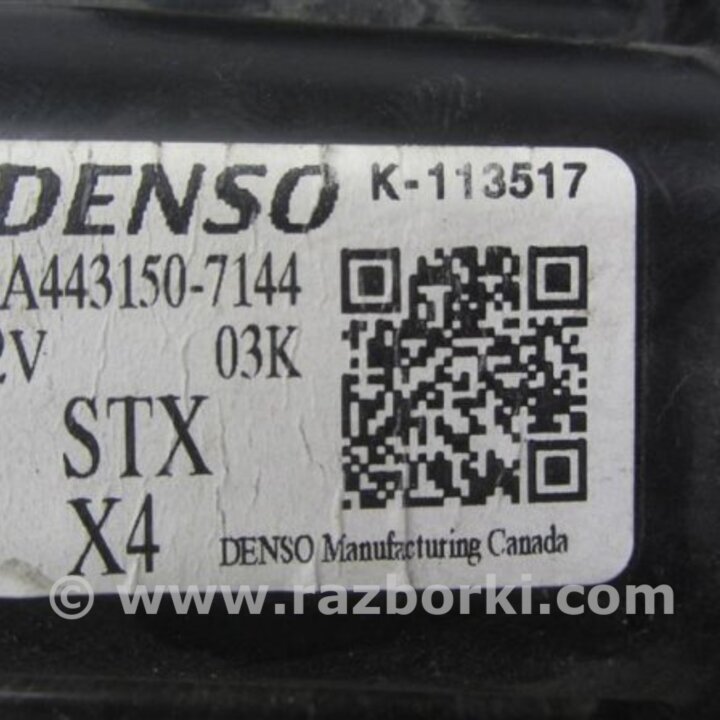 DENSO K-113517
A443150-7144
2V 03K
STX
X4 DENSO Manufacturing Canada
© www.razborki.com